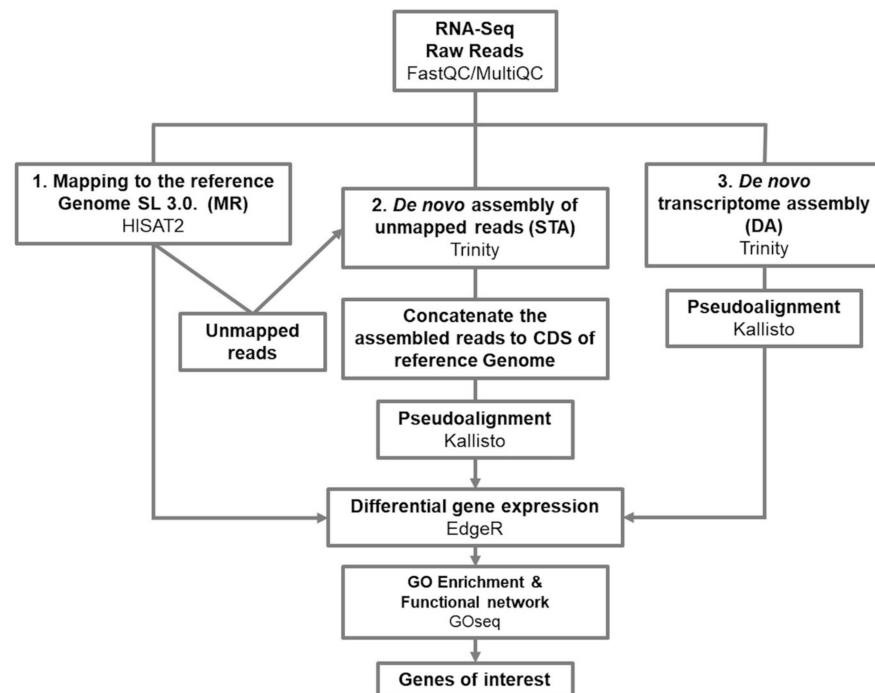 RNA-Seq
Raw Reads
FastQC/MultiQC
1. Mapping to the reference
Genome SL 3.0. (MR)
HISAT2
2. De novo assembly of
unmapped reads (STA)
Trinity
3. De novo
transcriptome assembly
(DA)
Trinity
Unmapped
reads
Concatenate the
assembled reads to CDS of
reference Genome
Pseudoalignment
Kallisto
Pseudoalignment
Kallisto
Differential gene expression
EdgeR
GO Enrichment &
Functional network
GOseq
Genes of interest